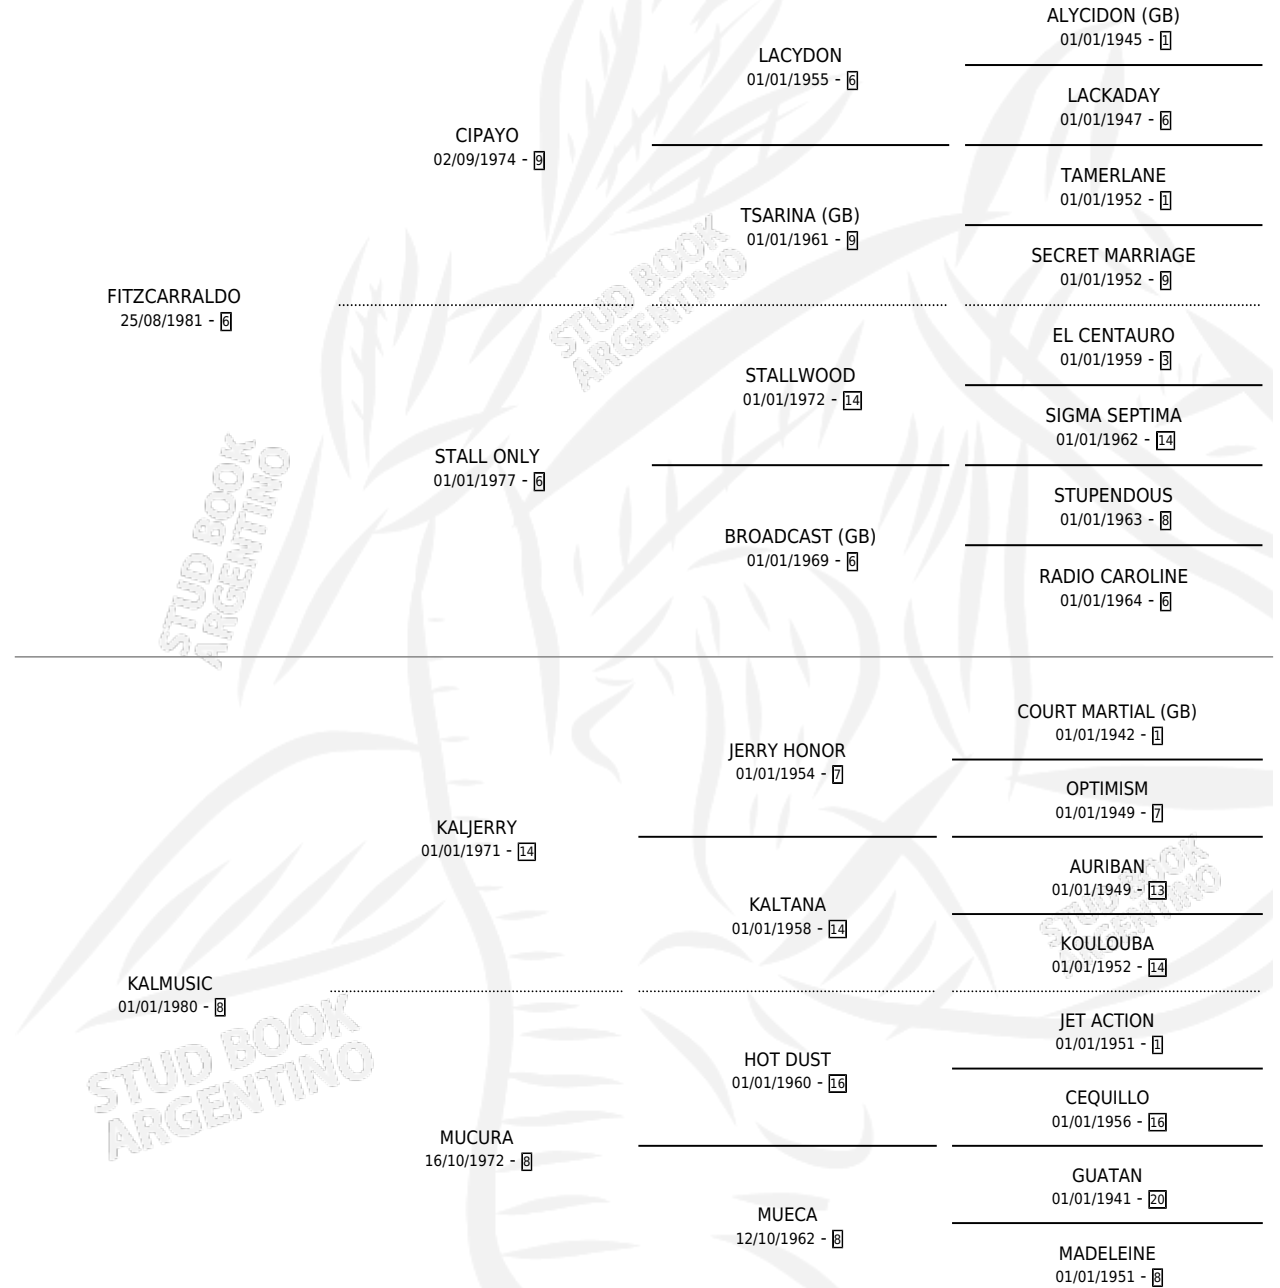 ALYCIDON (GB)
01/01/1945 - 1
LACYDON
01/01/1955 - 6
LACKADAY
01/01/1947 - 6
CIPAYO
02/09/1974 - 9
TAMERLANE
01/01/1952 - 1
TSARINA (GB)
01/01/1961 - 9
SECRET MARRIAGE
01/01/1952 - 9
FITZCARRALDO
25/08/1981 - 6
STUD BOOK
ARGENTINO
EL CENTAURO
01/01/1959 - 3
STALLWOOD
01/01/1972 - 14
SIGMA SEPTIMA
01/01/1962 - 14
STALL ONLY
01/01/1977 - 6
STUPENDOUS
01/01/1963 - 8
BROADCAST (GB)
01/01/1969 - 6
RADIO CAROLINE
01/01/1964 - 6
STUD BOOK
ARGENTINO
COURT MARTIAL (GB)
01/01/1942 - 1
JERRY HONOR
01/01/1954 - 7
OPTIMISM
01/01/1949 - 7
KALJERRY
01/01/1971 - 14
AURIBAN
01/01/1949 - 13
KALTANA
01/01/1958 - 14
STUD BOOK
ARGENTINO
KOULOUBA
01/01/1952 - 14
KALMUSIC
01/01/1980 - 8
JET ACTION
01/01/1951 - 1
HOT DUST
01/01/1960 - 16
CEQUILLO
01/01/1956 - 16
STUD BOOK
ARGENTINO
MUCURA
16/10/1972 - 8
GUATAN
01/01/1941 - 20
MUECA
12/10/1962 - 8
MADELEINE
01/01/1951 - 8